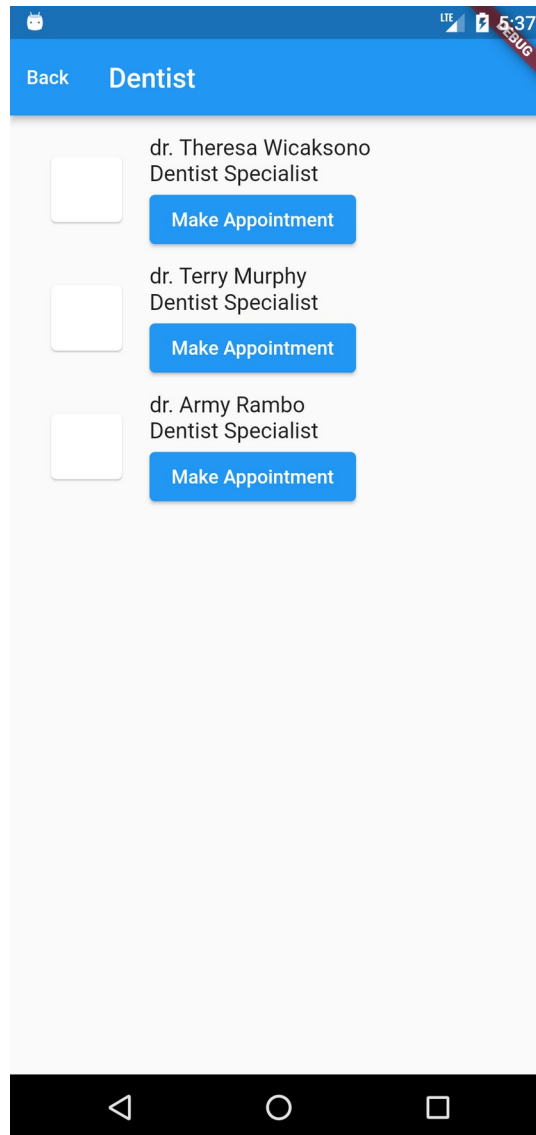 LTE 5:37
DEBUG
Back Dentist
dr. Theresa Wicaksono
Dentist Specialist
Make Appointment
dr. Terry Murphy
Dentist Specialist
Make Appointment
dr. Army Rambo
Dentist Specialist
Make Appointment